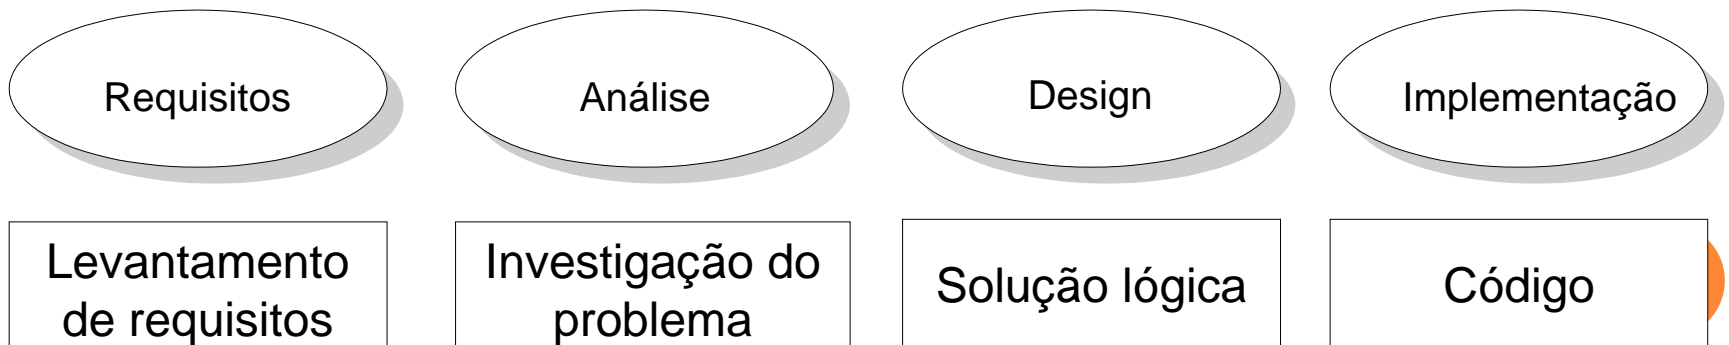 Requisitos
Análise
Design
Implementação
Levantamento
de requisitos
Investigação do
problema
Solução lógica
Código